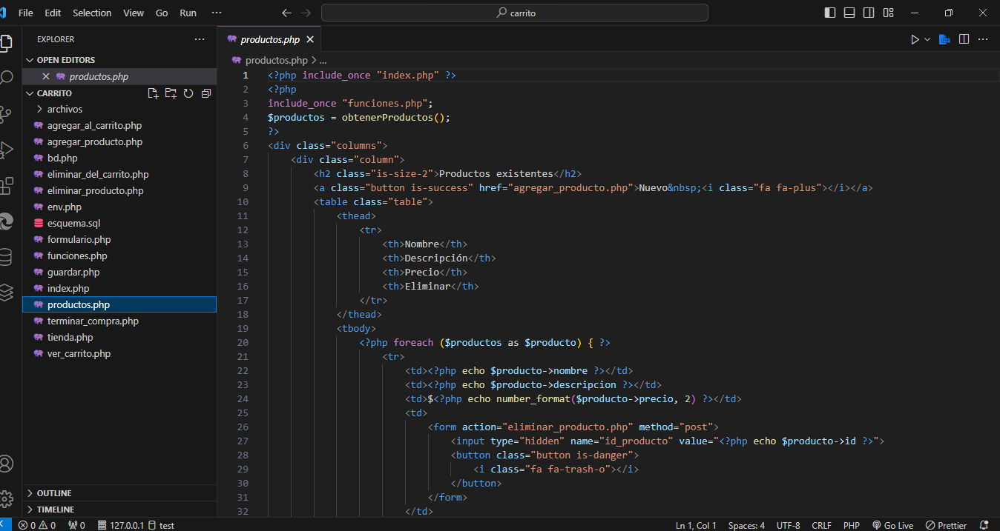 File Edit Selection View Go Run ··· carrito
EXPLORER ···
OPEN EDITORS
productos.php
CARRITO
archivos
agregar_al_carrito.php
agregar_producto.php
bd.php
eliminar_del_carrito.php
eliminar_producto.php
env.php
esquema.sql
formulario.php
funciones.php
guardar.php
index.php
productos.php
terminar_compra.php
tienda.php
ver_carrito.php
OUTLINE
TIMELINE
productos.php
productos.php > ...
1 <?php include_once "index.php" ?>
2 <?php
3 include_once "funciones.php";
4 $productos = obtenerProductos();
5 ?>
6 <div class="columns">
7 <div class="column">
8 <h2 class="is-size-2">Productos existentes</h2>
9 <a class="button is-success" href="agregar_producto.php">Nuevo&nbsp;<i class="fa fa-plus"></i></a>
10 <table class="table">
11 <thead>
12 <tr>
13 <th>Nombre</th>
14 <th>Descripción</th>
15 <th>Precio</th>
16 <th>Eliminar</th>
17 </tr>
18 </thead>
19 <tbody>
20 <?php foreach ($productos as $producto) { ?>
21 <tr>
22 <td><?php echo $producto->nombre ?></td>
23 <td><?php echo $producto->descripcion ?></td>
24 <td>$<?php echo number_format($producto->precio, 2) ?></td>
25 <td>
26 <form action="eliminar_producto.php" method="post">
27 <input type="hidden" name="id_producto" value="<?php echo $producto->id ?>">
28 <button class="button is-danger">
29 <i class="fa fa-trash-o"></i>
30 </button>
31 </form>
32 </td>
0 0 0 127.0.0.1 test Ln 1, Col 1 Spaces: 4 UTF-8 CRLF PHP Go Live Prettier